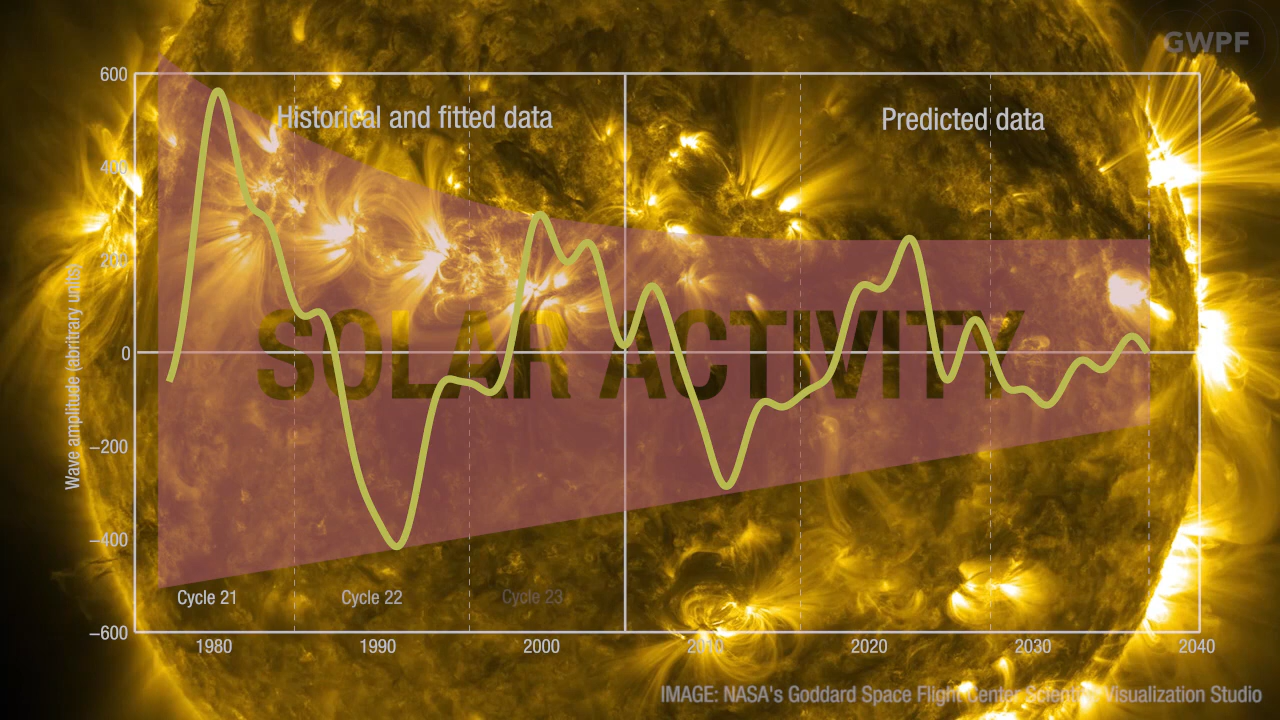 GWPF
600
Historical and fitted data
Predicted data
400
200
Wave amplitude (abritrary units)
SOLAR ACTIVITY
0
–200
–400
Cycle 21
Cycle 22
Cycle 23
–600
1980
1990
2000
2010
2020
2030
2040
IMAGE: NASA's Goddard Space Flight Center Scientific Visualization Studio